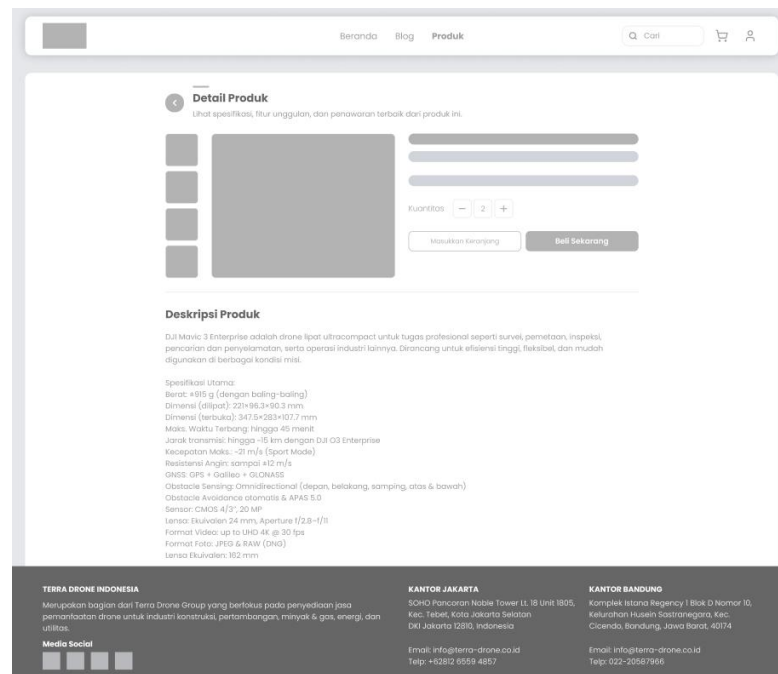 Beranda Blog Produk Cari
Detail Produk
Lihat spesifikasi, fitur unggulan, dan penawaran terbaik dari produk ini.
Kuantitas − 2 +
Masukkan Keranjang Beli Sekarang
Deskripsi Produk
DJI Mavic 3 Enterprise adalah drone lipat ultracompact untuk tugas profesional seperti survei, pemetaan, inspeksi,
pencarian dan penyelamatan, serta operasi industri lainnya. Dirancang untuk efisiensi tinggi, fleksibel, dan mudah
digunakan di berbagai kondisi misi.
Spesifikasi Utama:
Berat: ±915 g (dengan baling-baling)
Dimensi (dilipat): 221×96.3×90.3 mm
Dimensi (terbuka): 347.5×283×107.7 mm
Maks. Waktu Terbang: hingga 45 menit
Jarak transmisi: hingga ~15 km dengan DJI O3 Enterprise
Kecepatan Maks.: ~21 m/s (Sport Mode)
Resistensi Angin: sampai ±12 m/s
GNSS: GPS + Galileo + GLONASS
Obstacle Sensing: Omnidirectional (depan, belakang, samping, atas & bawah)
Obstacle Avoidance otomatis & APAS 5.0
Sensor: CMOS 4/3", 20 MP
Lensa: Ekuivalen 24 mm, Aperture f/2.8–f/11
Format Video: up to UHD 4K @ 30 fps
Format Foto: JPEG & RAW (DNG)
Lensa Ekuivalen: 162 mm
TERRA DRONE INDONESIA
Merupakan bagian dari Terra Drone Group yang berfokus pada penyediaan jasa
pemanfaatan drone untuk industri konstruksi, pertambangan, minyak & gas, energi, dan
utilitas.
Media Social
KANTOR JAKARTA
SOHO Pancoran Noble Tower Lt. 18 Unit 1805,
Kec. Tebet, Kota Jakarta Selatan
DKI Jakarta 12810, Indonesia
Email: info@terra-drone.co.id
Telp: +62812 6559 4857
KANTOR BANDUNG
Komplek Istana Regency 1 Blok D Nomor 10,
Kelurahan Husein Sastranegara, Kec.
Cicendo, Bandung, Jawa Barat, 40174
Email: info@terra-drone.co.id
Telp: 022-20587966